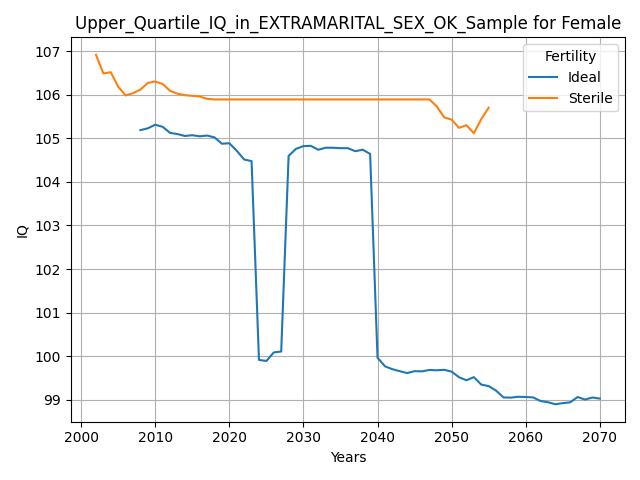 Upper_Quartile_IQ_in_EXTRAMARITAL_SEX_OK_Sample for Female
Fertility
Ideal
Sterile
IQ
107
106
105
104
103
102
101
100
99
2000 2010 2020 2030 2040 2050 2060 2070
Years